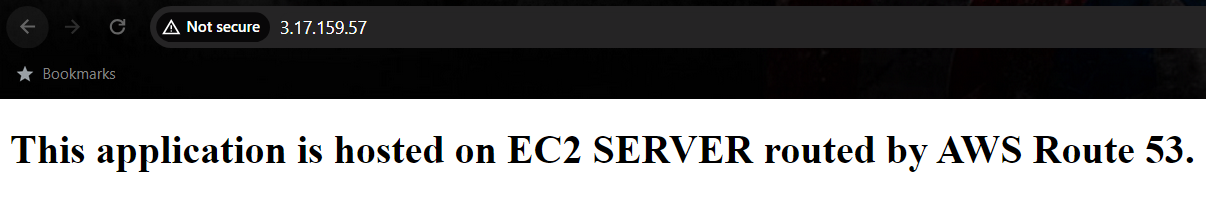 Not secure 3.17.159.57
Bookmarks
This application is hosted on EC2 SERVER routed by AWS Route 53.